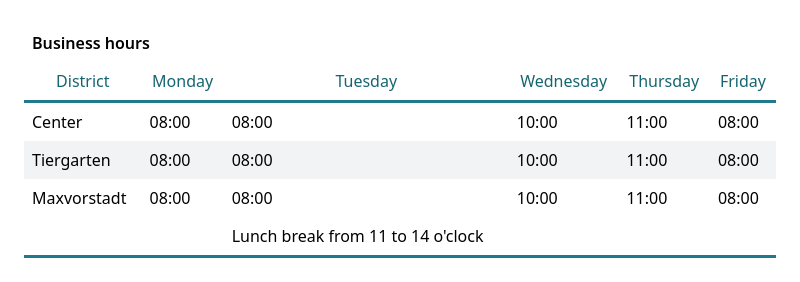 Business hours
District Monday Tuesday Wednesday Thursday Friday
Center 08:00 08:00 10:00 11:00 08:00
Tiergarten 08:00 08:00 10:00 11:00 08:00
Maxvorstadt 08:00 08:00 10:00 11:00 08:00
Lunch break from 11 to 14 o'clock